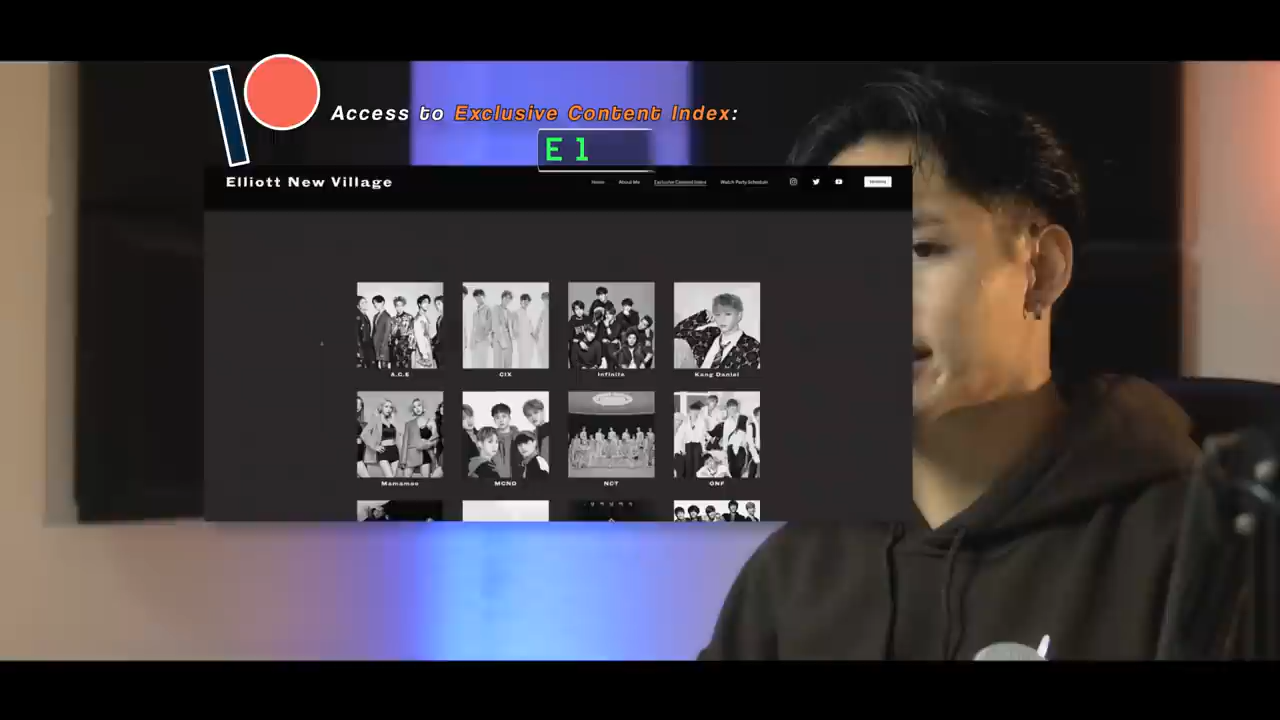 Access to Exclusive Content Index:
E l
Elliott New Village
Home About Me Exclusive Content Index Watch Party Schedule
A.C.E CIX Infinite Kang Daniel
Mamamoo MCND NCT ONF